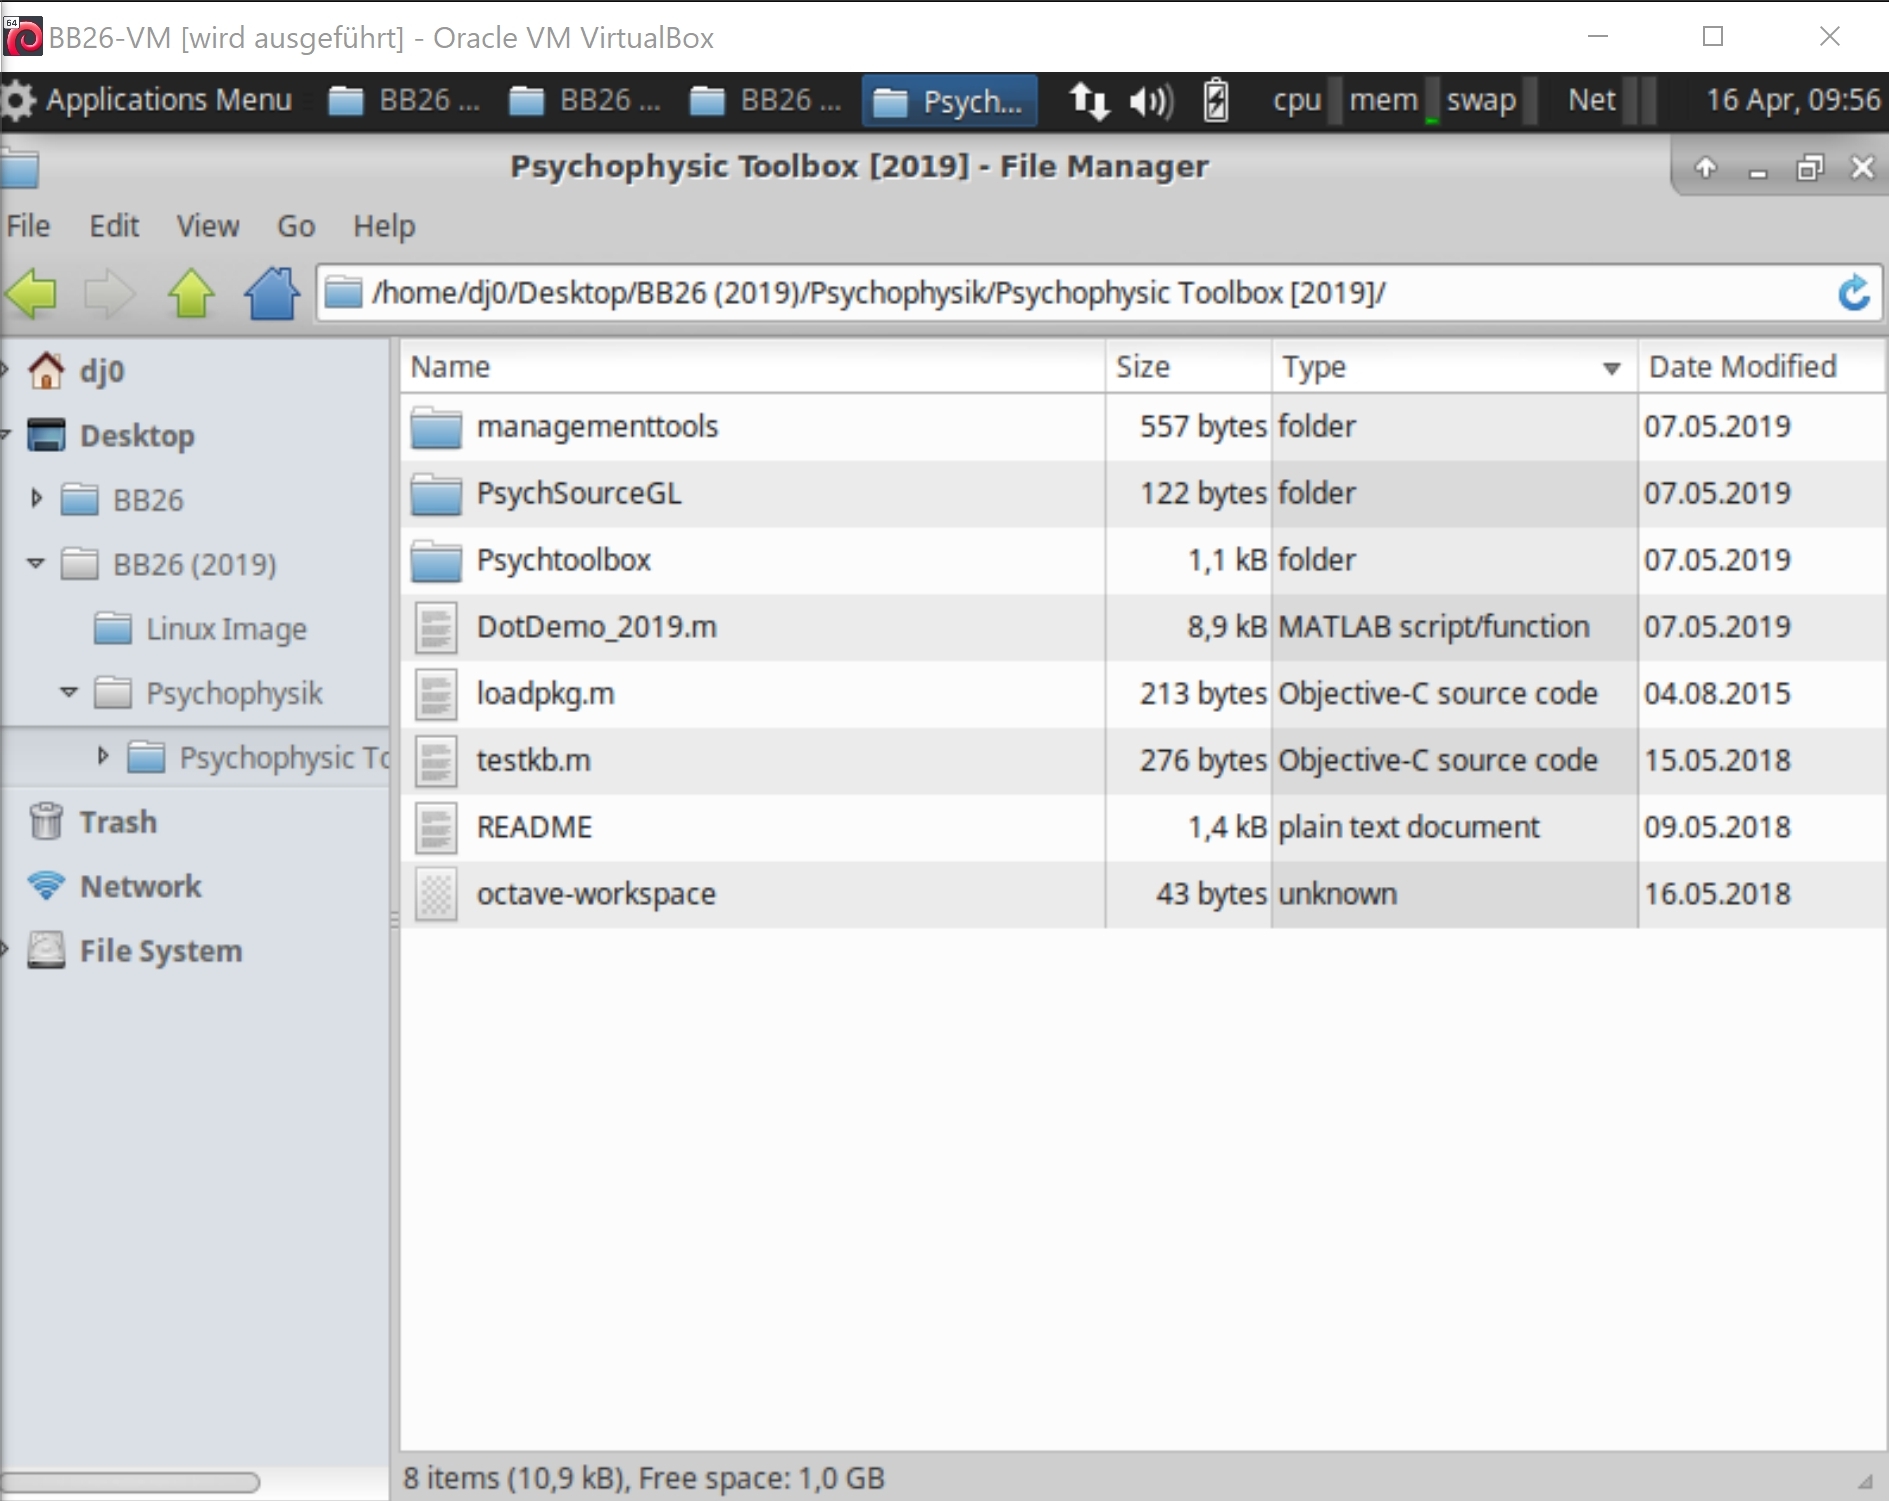 64
BB26-VM [wird ausgeführt] - Oracle VM VirtualBox
Applications Menu BB26 ... BB26 ... BB26 ... Psych... cpu mem swap Net 16 Apr, 09:56
Psychophysic Toolbox [2019] - File Manager
File Edit View Go Help
/home/dj0/Desktop/BB26 (2019)/Psychophysik/Psychophysic Toolbox [2019]/
dj0
Desktop
BB26
BB26 (2019)
Linux Image
Psychophysik
Psychophysic To
Trash
Network
File System
Name Size Type Date Modified
managementtools 557 bytes folder 07.05.2019
PsychSourceGL 122 bytes folder 07.05.2019
Psychtoolbox 1,1 kB folder 07.05.2019
DotDemo_2019.m 8,9 kB MATLAB script/function 07.05.2019
loadpkg.m 213 bytes Objective-C source code 04.08.2015
testkb.m 276 bytes Objective-C source code 15.05.2018
README 1,4 kB plain text document 09.05.2018
octave-workspace 43 bytes unknown 16.05.2018
8 items (10,9 kB), Free space: 1,0 GB